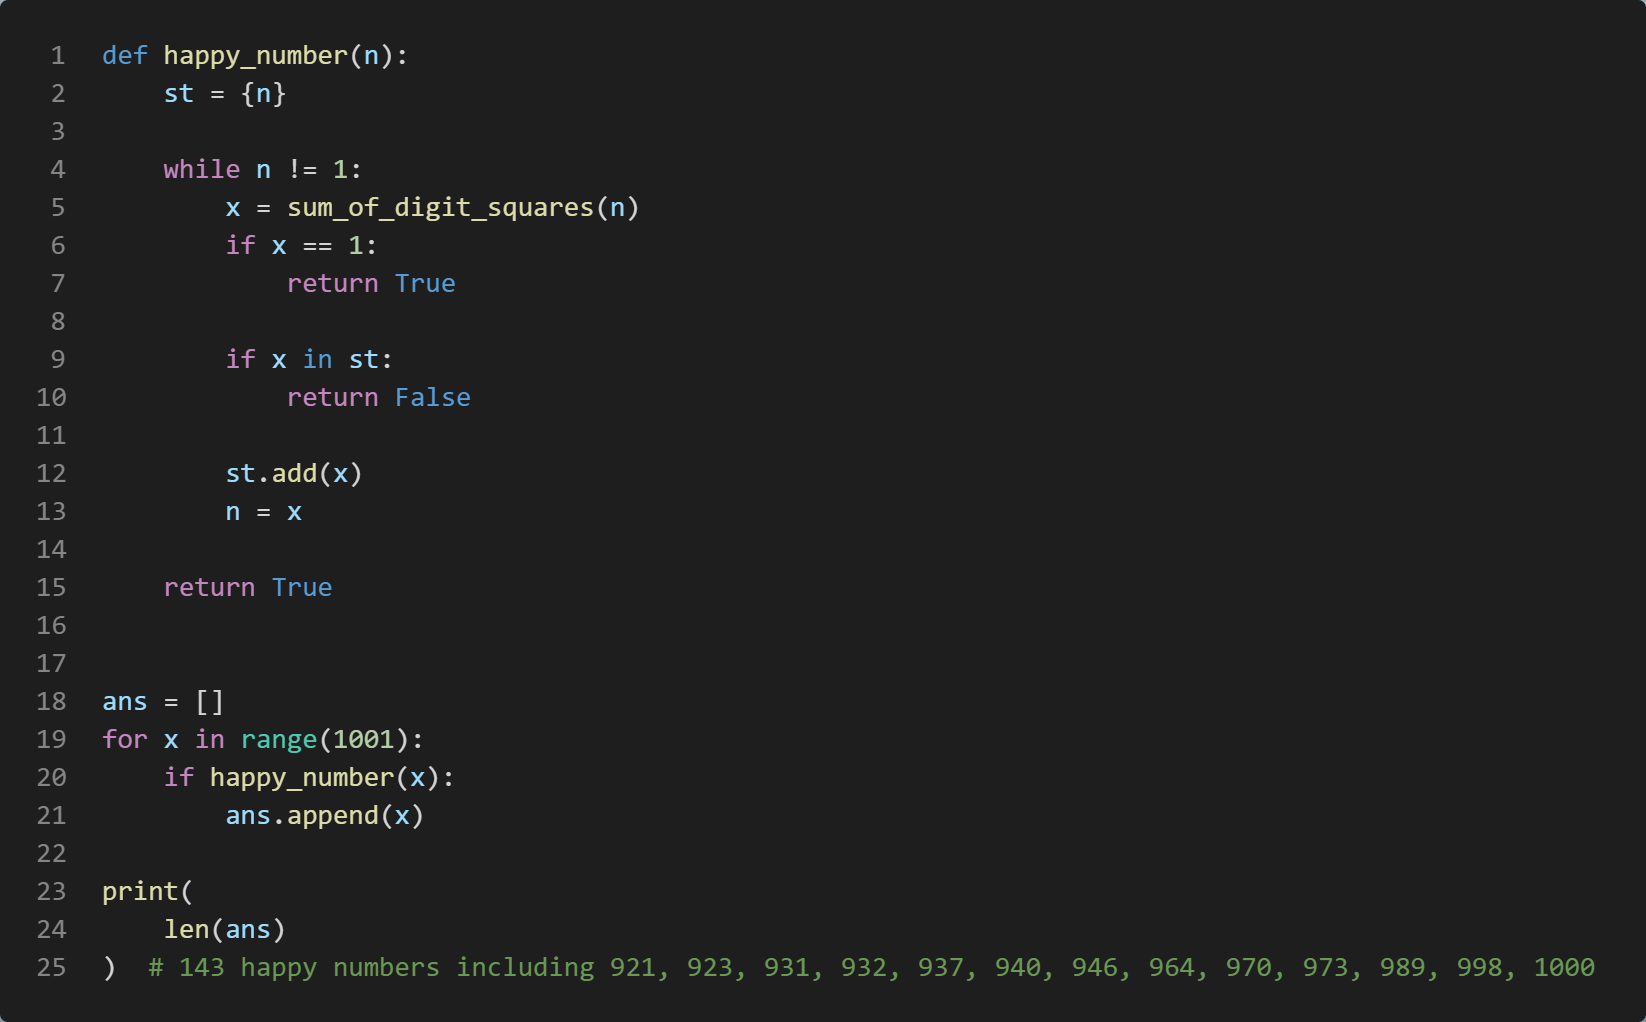 1 def happy_number(n):
2     st = {n}
3
4     while n != 1:
5         x = sum_of_digit_squares(n)
6         if x == 1:
7             return True
8
9         if x in st:
10             return False
11
12         st.add(x)
13         n = x
14
15     return True
16
17
18 ans = []
19 for x in range(1001):
20     if happy_number(x):
21         ans.append(x)
22
23 print(
24     len(ans)
25 )  # 143 happy numbers including 921, 923, 931, 932, 937, 940, 946, 964, 970, 973, 989, 998, 1000